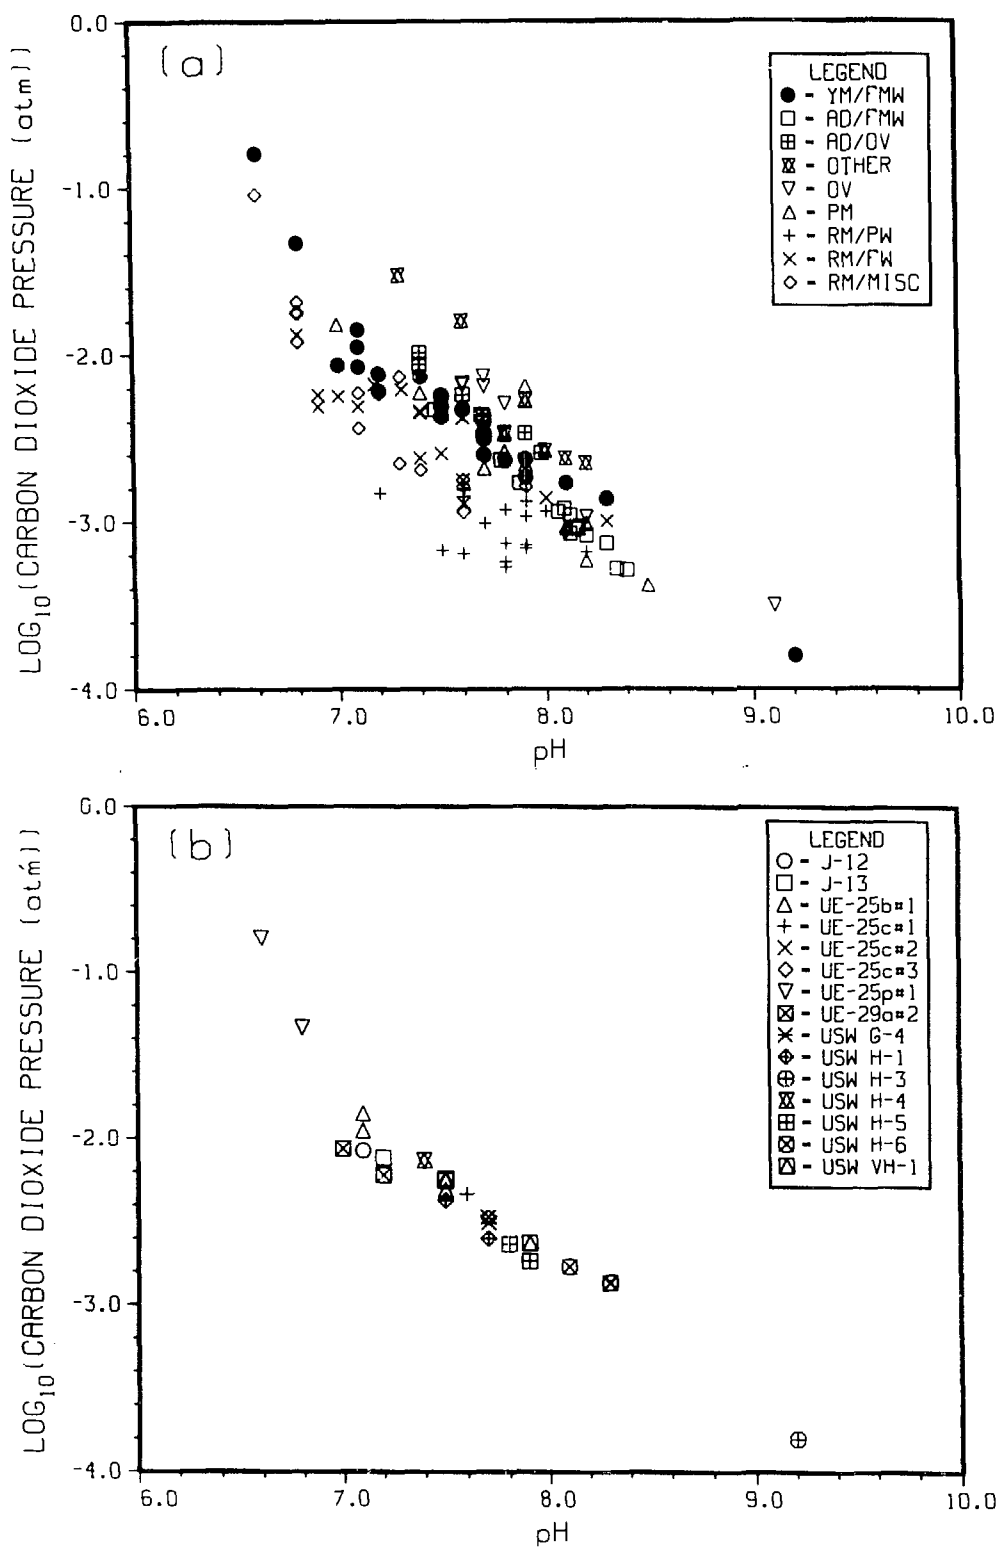 (a)
LOG10(CARBON DIOXIDE PRESSURE (atm))
0.0
-1.0
-2.0
-3.0
-4.0
6.0 7.0 8.0 9.0 10.0
pH
LEGEND
- YM/FMW
- AD/FMW
- AD/OV
- OTHER
- OV
- PM
- RM/PW
- RM/FW
- RM/MISC
(b)
LOG10(CARBON DIOXIDE PRESSURE (atm))
0.0
-1.0
-2.0
-3.0
-4.0
6.0 7.0 8.0 9.0 10.0
pH
LEGEND
- J-12
- J-13
- UE-25b#1
- UE-25c#1
- UE-25c#2
- UE-25c#3
- UE-25p#1
- UE-29a#2
- USW G-4
- USW H-1
- USW H-3
- USW H-4
- USW H-5
- USW H-6
- USW VH-1